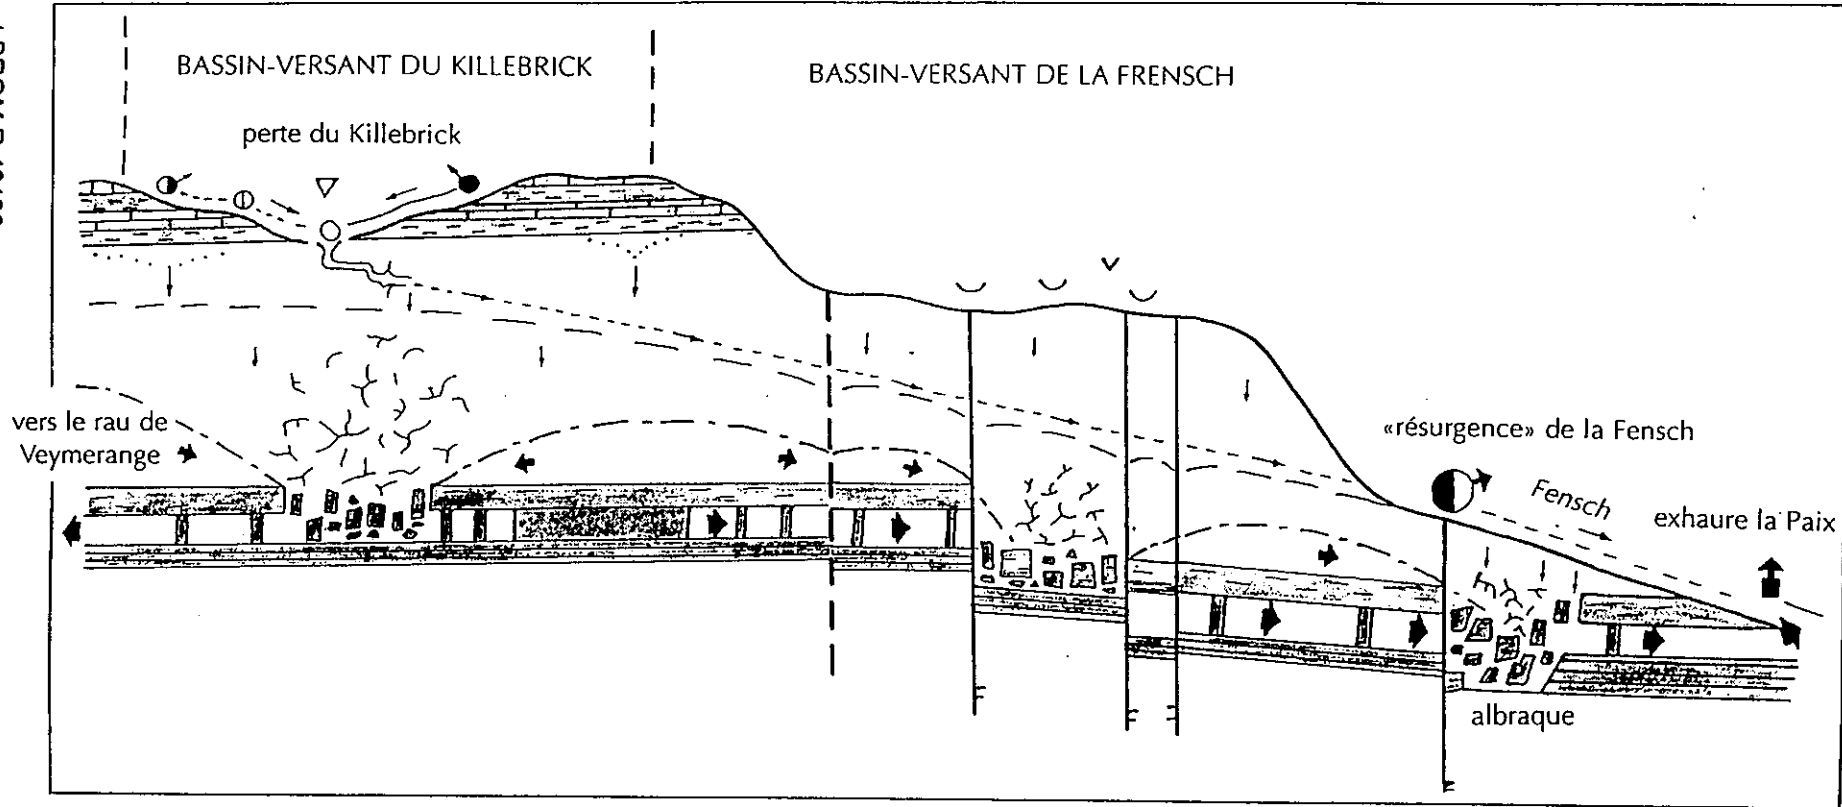 BASSIN-VERSANT DU KILLEBRICK
BASSIN-VERSANT DE LA FRENSCH
perte du Killebrick
vers le rau de
Veymerange
«résurgence» de la Fensch
Fensch
exhaure la Paix
albraque